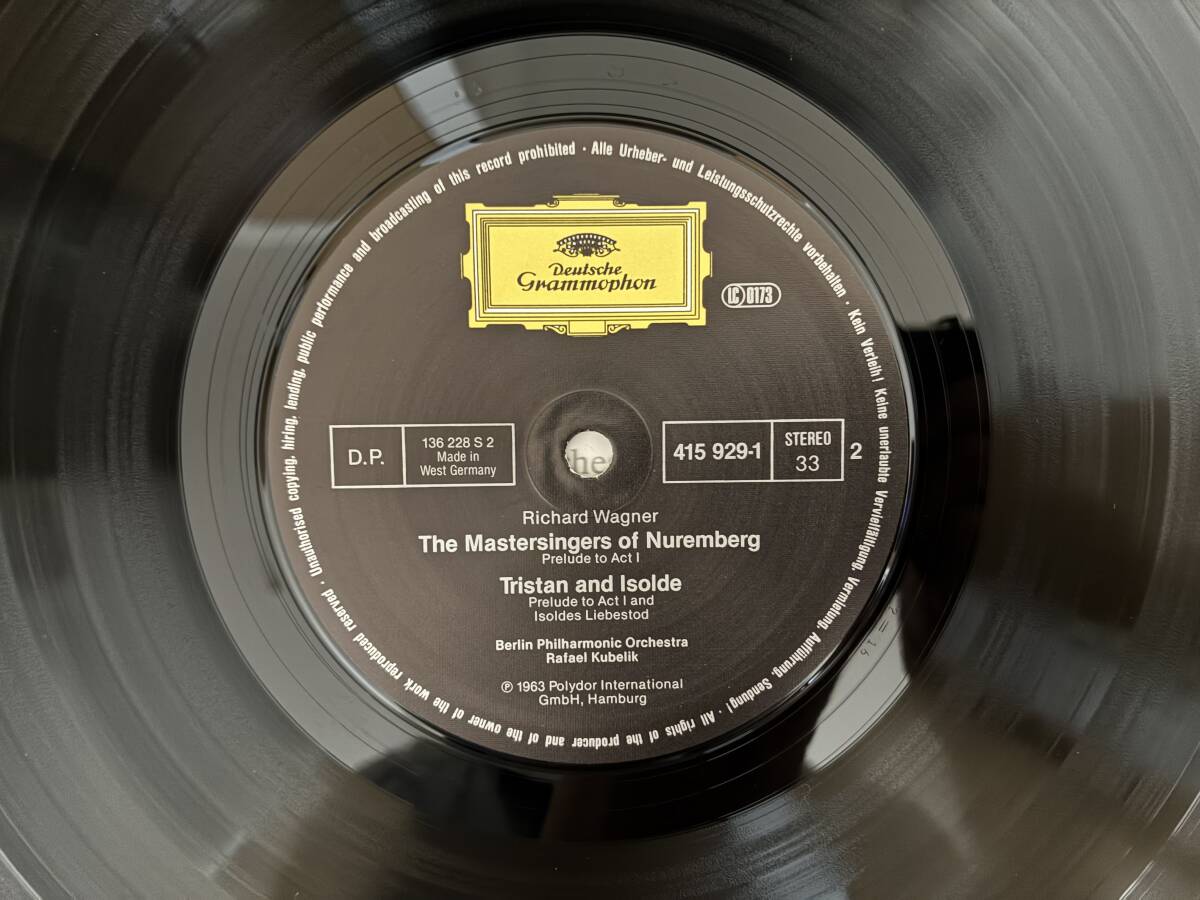 Unauthorised copying, hiring, lending, public performance and broadcasting of this record prohibited · Alle Urheber- und Leistungsschutzrechte vorbehalten · Kein Verleih! Keine unerlaubte Vervielfältigung, Vermietung, Aufführung, Sendung! · All rights of the producer and of the owner of the work reproduced reserved ·
Deutsche
Grammophon
LC 0173
D.P.
136 228 S 2
Made in
West Germany
415 929-1
STEREO
33
2
he
Richard Wagner
The Mastersingers of Nuremberg
Prelude to Act I
Tristan and Isolde
Prelude to Act I and
Isoldes Liebestod
Berlin Philharmonic Orchestra
Rafael Kubelik
℗ 1963 Polydor International
GmbH, Hamburg